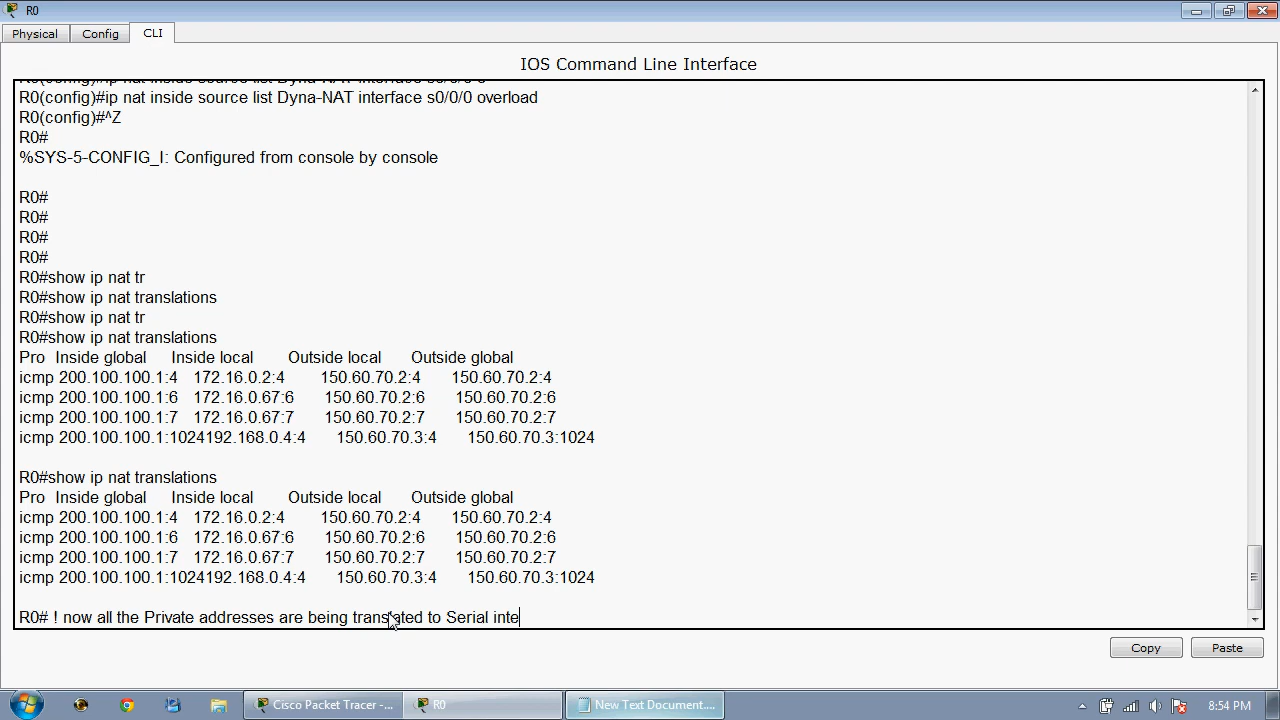 R0
Physical Config CLI
IOS Command Line Interface
R0(config)#ip nat inside source list Dyna-NAT interface s0/0/0 overload
R0(config)#^Z
R0#
%SYS-5-CONFIG_I: Configured from console by console
R0#
R0#
R0#
R0#
R0#show ip nat tr
R0#show ip nat translations
R0#show ip nat tr
R0#show ip nat translations
Pro Inside global Inside local Outside local Outside global
icmp 200.100.100.1:4 172.16.0.2:4 150.60.70.2:4 150.60.70.2:4
icmp 200.100.100.1:6 172.16.0.67:6 150.60.70.2:6 150.60.70.2:6
icmp 200.100.100.1:7 172.16.0.67:7 150.60.70.2:7 150.60.70.2:7
icmp 200.100.100.1:1024192.168.0.4:4 150.60.70.3:4 150.60.70.3:1024
R0#show ip nat translations
Pro Inside global Inside local Outside local Outside global
icmp 200.100.100.1:4 172.16.0.2:4 150.60.70.2:4 150.60.70.2:4
icmp 200.100.100.1:6 172.16.0.67:6 150.60.70.2:6 150.60.70.2:6
icmp 200.100.100.1:7 172.16.0.67:7 150.60.70.2:7 150.60.70.2:7
icmp 200.100.100.1:1024192.168.0.4:4 150.60.70.3:4 150.60.70.3:1024
R0# ! now all the Private addresses are being translated to Serial inte
Copy Paste
Cisco Packet Tracer -... R0 New Text Document.... 8:54 PM